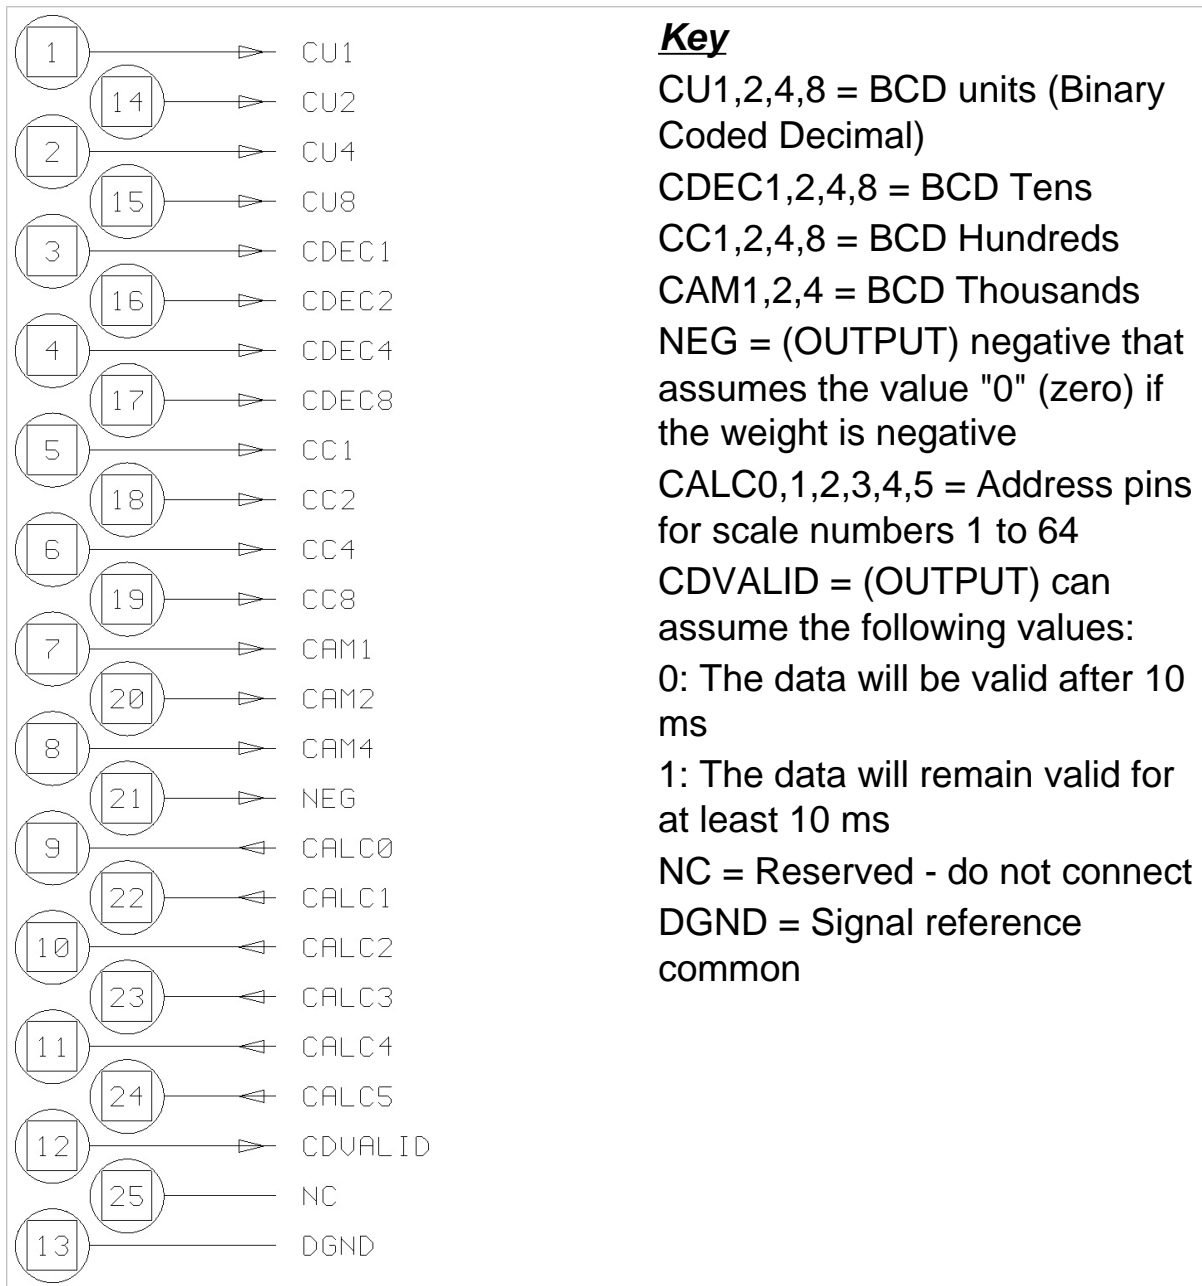 1 CU1
14 CU2
2 CU4
15 CU8
3 CDEC1
16 CDEC2
4 CDEC4
17 CDEC8
5 CC1
18 CC2
6 CC4
19 CC8
7 CAM1
20 CAM2
8 CAM4
21 NEG
9 CALC0
22 CALC1
10 CALC2
23 CALC3
11 CALC4
24 CALC5
12 CDVALID
25 NC
13 DGND
Key
CU1,2,4,8 = BCD units (Binary
Coded Decimal)
CDEC1,2,4,8 = BCD Tens
CC1,2,4,8 = BCD Hundreds
CAM1,2,4 = BCD Thousands
NEG = (OUTPUT) negative that
assumes the value "0" (zero) if
the weight is negative
CALC0,1,2,3,4,5 = Address pins
for scale numbers 1 to 64
CDVALID = (OUTPUT) can
assume the following values:
0: The data will be valid after 10
ms
1: The data will remain valid for
at least 10 ms
NC = Reserved - do not connect
DGND = Signal reference
common